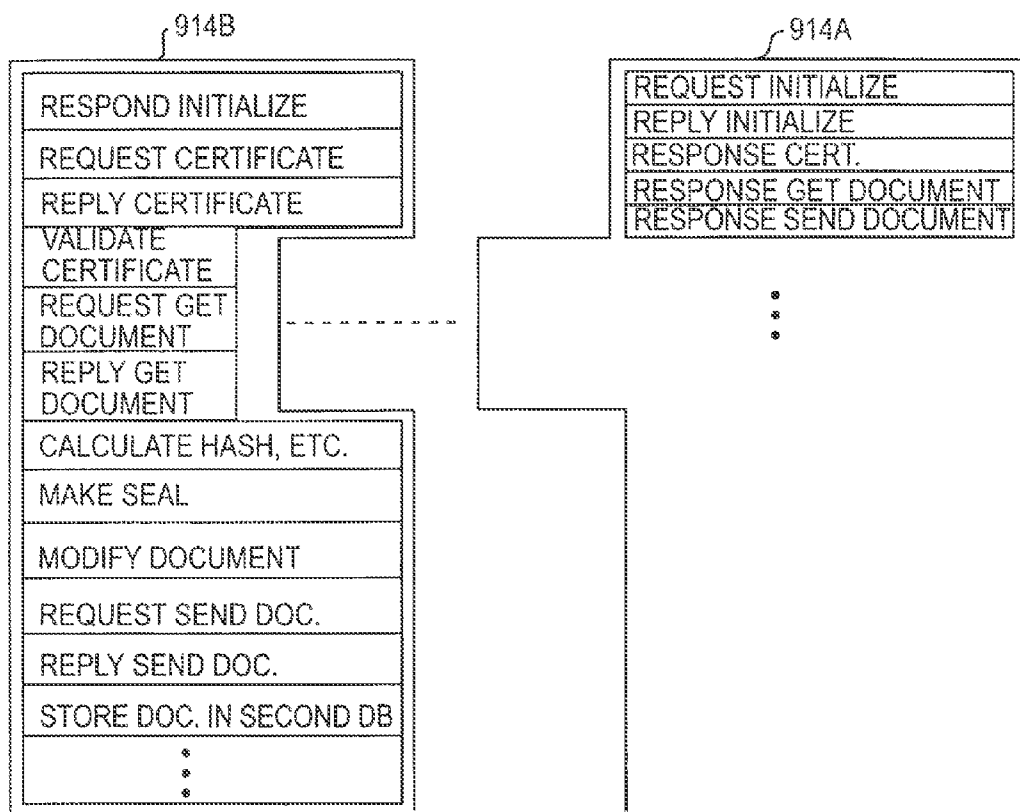 914B
RESPOND INITIALIZE
REQUEST CERTIFICATE
REPLY CERTIFICATE
VALIDATE
CERTIFICATE
REQUEST GET
DOCUMENT
REPLY GET
DOCUMENT
CALCULATE HASH, ETC.
MAKE SEAL
MODIFY DOCUMENT
REQUEST SEND DOC.
REPLY SEND DOC.
STORE DOC. IN SECOND DB
914A
REQUEST INITIALIZE
REPLY INITIALIZE
RESPONSE CERT.
RESPONSE GET DOCUMENT
RESPONSE SEND DOCUMENT